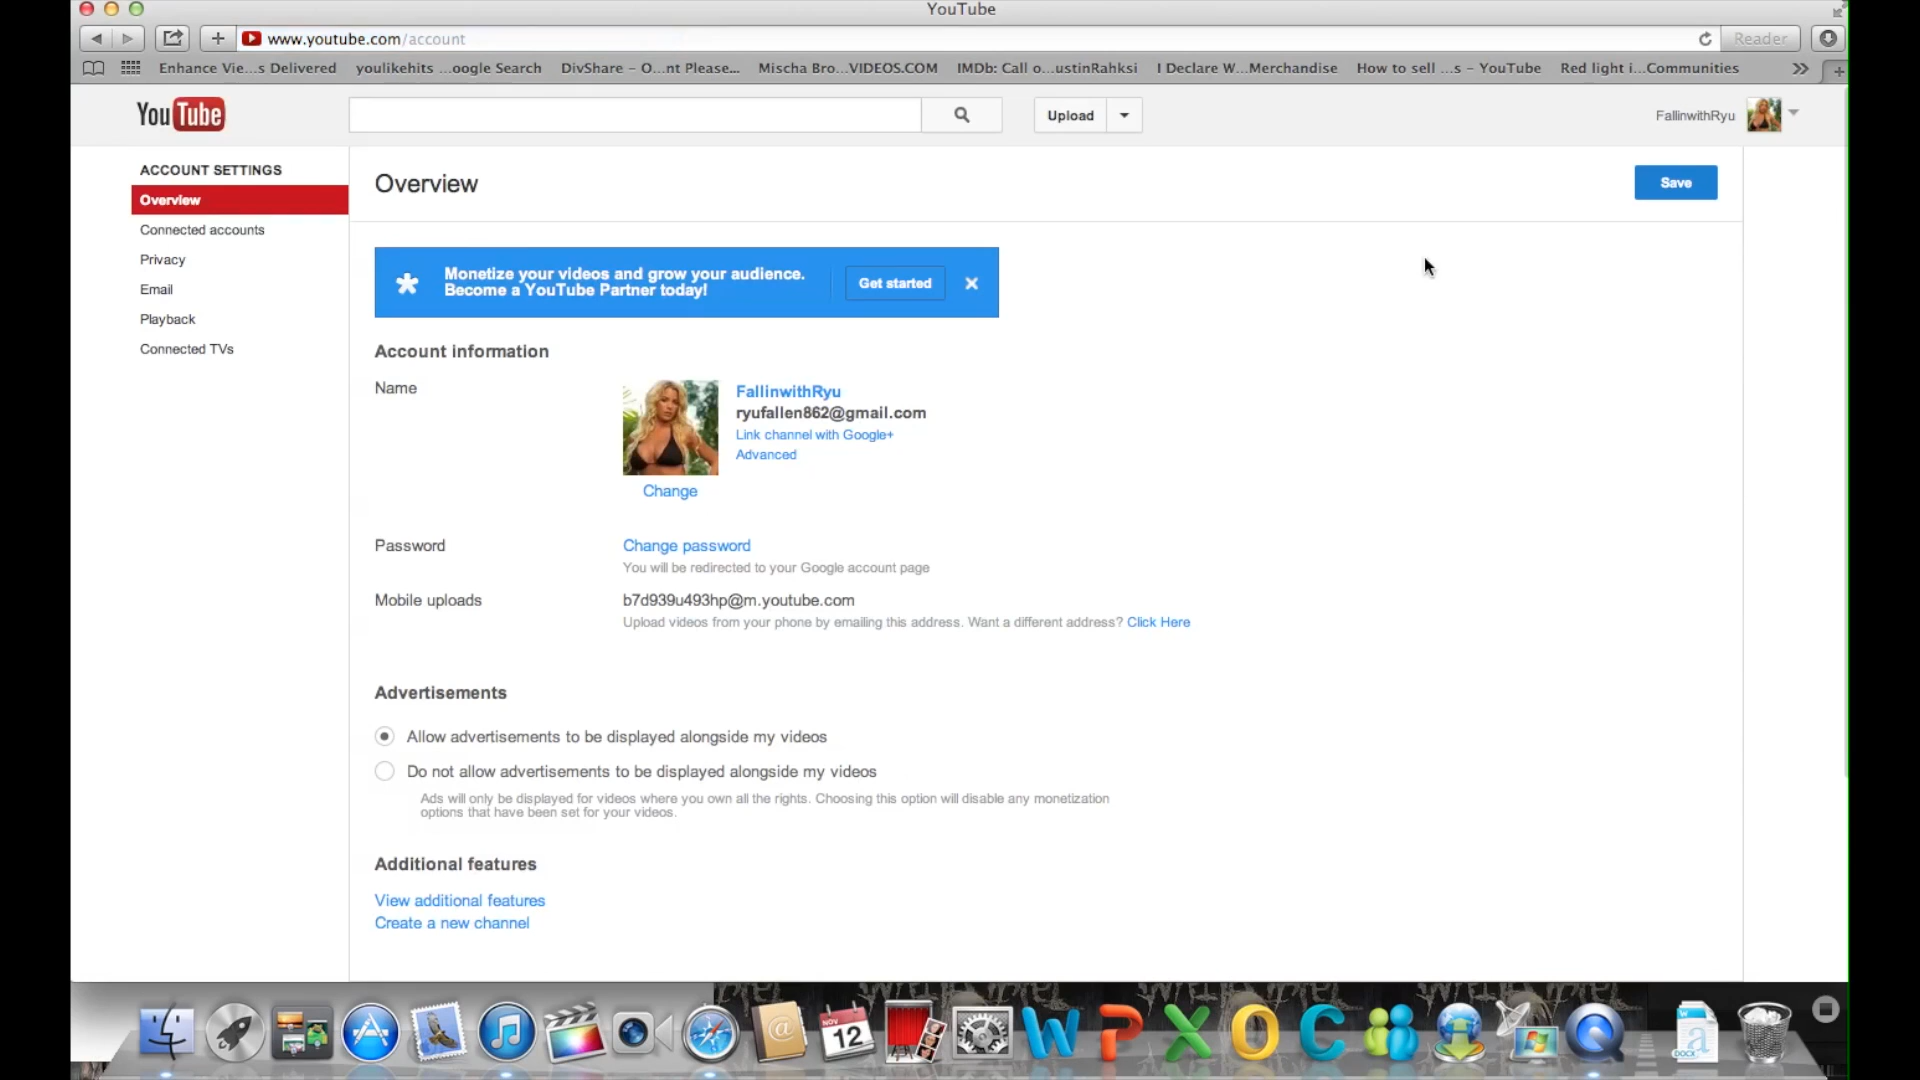 YouTube
www.youtube.com/account
Reader
Enhance Vie...s Delivered
youlikehits ...oogle Search
DivShare – O...nt Please...
Mischa Bro...VIDEOS.COM
IMDb: Call o...ustinRahksi
I Declare W...Merchandise
How to sell ...s – YouTube
Red light i...Communities
YouTube
Upload
FallinwithRyu
ACCOUNT SETTINGS
Overview
Connected accounts
Privacy
Email
Playback
Connected TVs
Overview
Save
Monetize your videos and grow your audience.
Become a YouTube Partner today!
Get started
Account information
Name
FallinwithRyu
ryufallen862@gmail.com
Link channel with Google+
Advanced
Change
Password
Change password
You will be redirected to your Google account page
Mobile uploads
b7d939u493hp@m.youtube.com
Upload videos from your phone by emailing this address. Want a different address? Click Here
Advertisements
Allow advertisements to be displayed alongside my videos
Do not allow advertisements to be displayed alongside my videos
Ads will only be displayed for videos where you own all the rights. Choosing this option will disable any monetization
options that have been set for your videos.
Additional features
View additional features
Create a new channel
NOV
12
DOCX